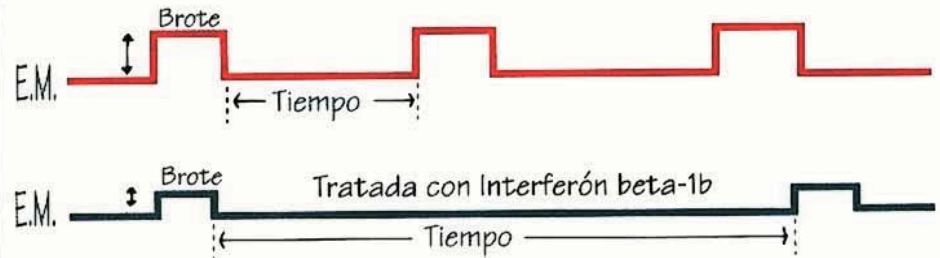 Brote
E.M.
Tiempo
Brote
Tratada con Interferón beta-1b
E.M.
Tiempo